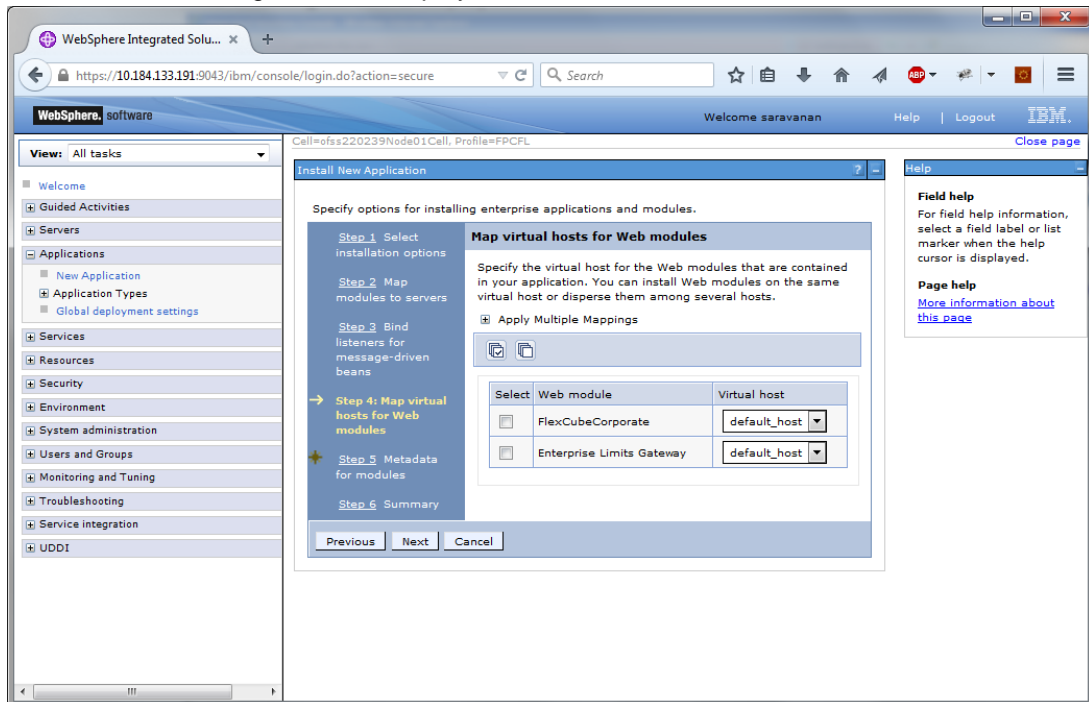 WebSphere Integrated Solu... × +
https://10.184.133.191:9043/ibm/console/login.do?action=secure Search ABP
WebSphere. software Welcome saravanan Help | Logout IBM.
Cell=ofss220239Node01Cell, Profile=FPCFL Close page
View: All tasks
Welcome
Guided Activities
Servers
Applications
New Application
Application Types
Global deployment settings
Services
Resources
Security
Environment
System administration
Users and Groups
Monitoring and Tuning
Troubleshooting
Service integration
UDDI
Install New Application ? -
Specify options for installing enterprise applications and modules.
Step 1 Select
installation options
Step 2 Map
modules to servers
Step 3 Bind
listeners for
message-driven
beans
Step 4: Map virtual
hosts for Web
modules
Step 5 Metadata
for modules
Step 6 Summary
Map virtual hosts for Web modules
Specify the virtual host for the Web modules that are contained
in your application. You can install Web modules on the same
virtual host or disperse them among several hosts.
Apply Multiple Mappings
Select Web module Virtual host
FlexCubeCorporate default_host
Enterprise Limits Gateway default_host
Previous Next Cancel
Help -
Field help
For field help information,
select a field label or list
marker when the help
cursor is displayed.
Page help
More information about
this page